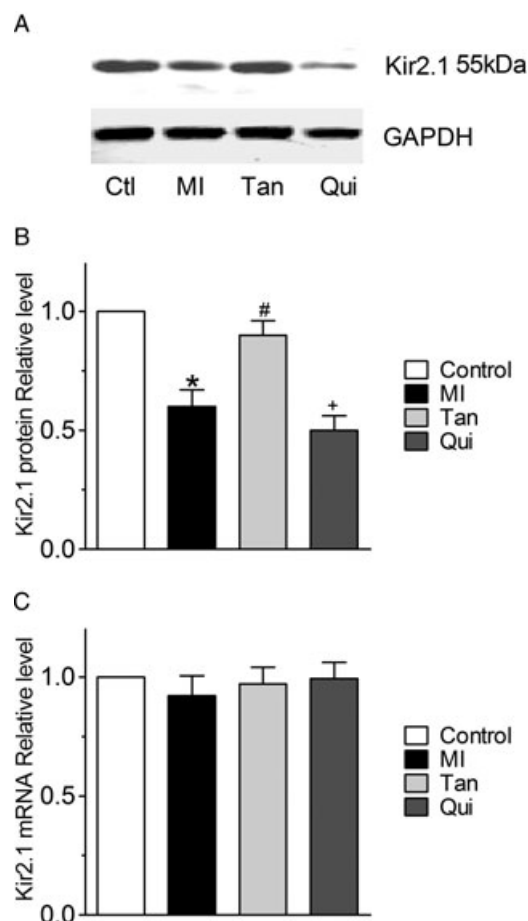 A
Kir2.1 55kDa
GAPDH
Ctl MI Tan Qui
B
Kir2.1 protein Relative level
1.0
0.5
0.0
*
#
+
Control
MI
Tan
Qui
C
Kir2.1 mRNA Relative level
1.0
0.5
0.0
Control
MI
Tan
Qui